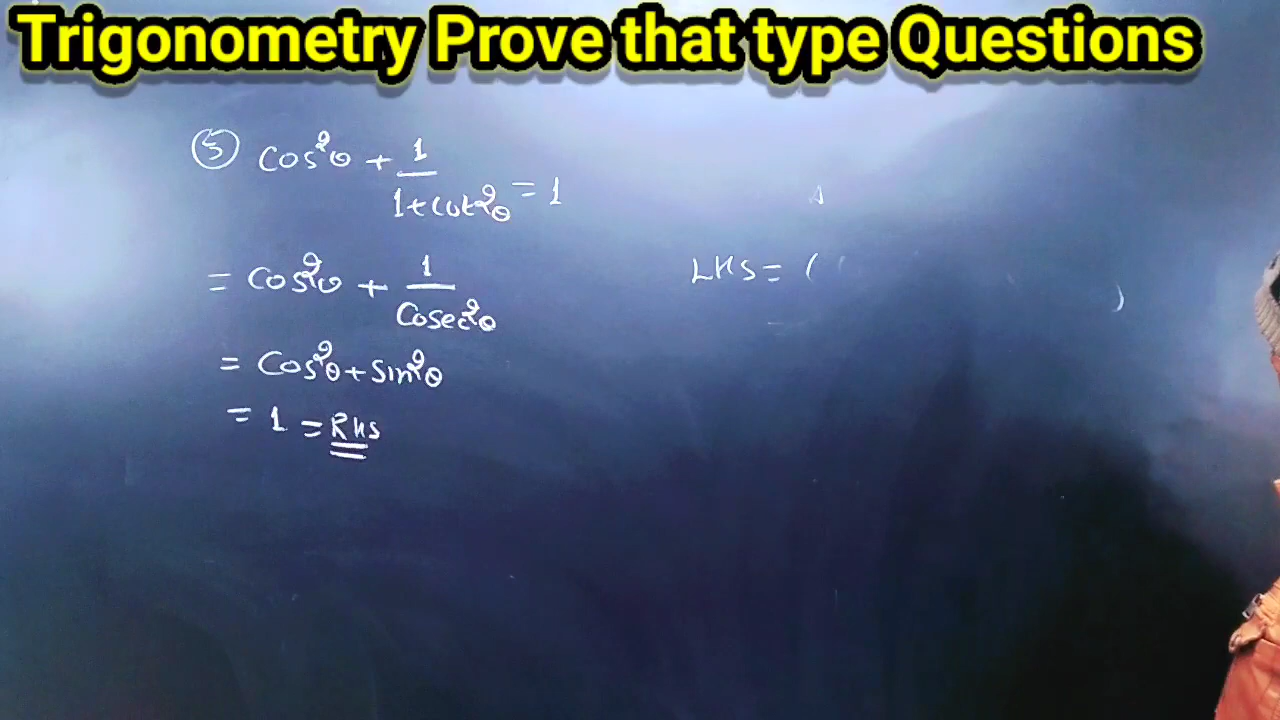 Trigonometry Prove that type Questions
⑤ Cos²θ + 1/(1+cot²θ) = 1
= Cos²θ + 1/Cosec²θ
= Cos²θ + Sin²θ
= 1 = RHS
LHS = (
)